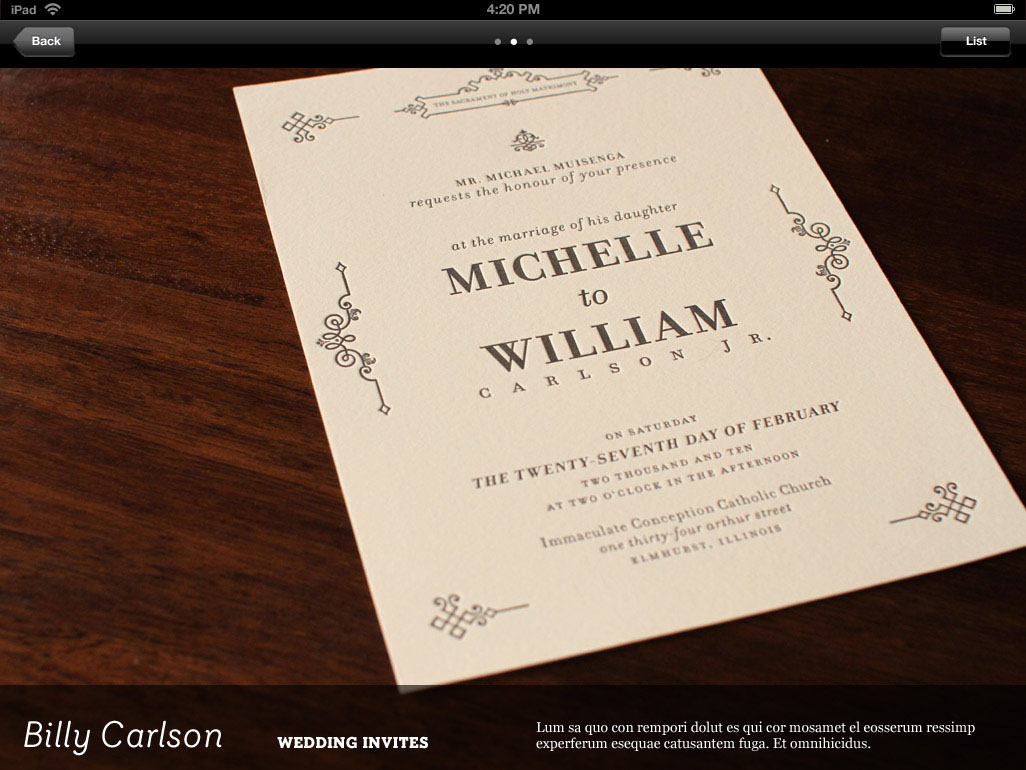 iPad 4:20 PM
Back List
THE SACRAMENT OF HOLY MATRIMONY
MR. MICHAEL MUISENGA
requests the honour of your presence
at the marriage of his daughter
MICHELLE
to
WILLIAM
CARLSON JR.
ON SATURDAY
THE TWENTY-SEVENTH DAY OF FEBRUARY
TWO THOUSAND AND TEN
AT TWO O'CLOCK IN THE AFTERNOON
Immaculate Conception Catholic Church
one thirty-four arthur street
ELMHURST, ILLINOIS
Billy Carlson
WEDDING INVITES
Lum sa quo con rempori dolut es qui cor mosamet el eosserum ressimp
experferum esequae catusantem fuga. Et omnihicidus.